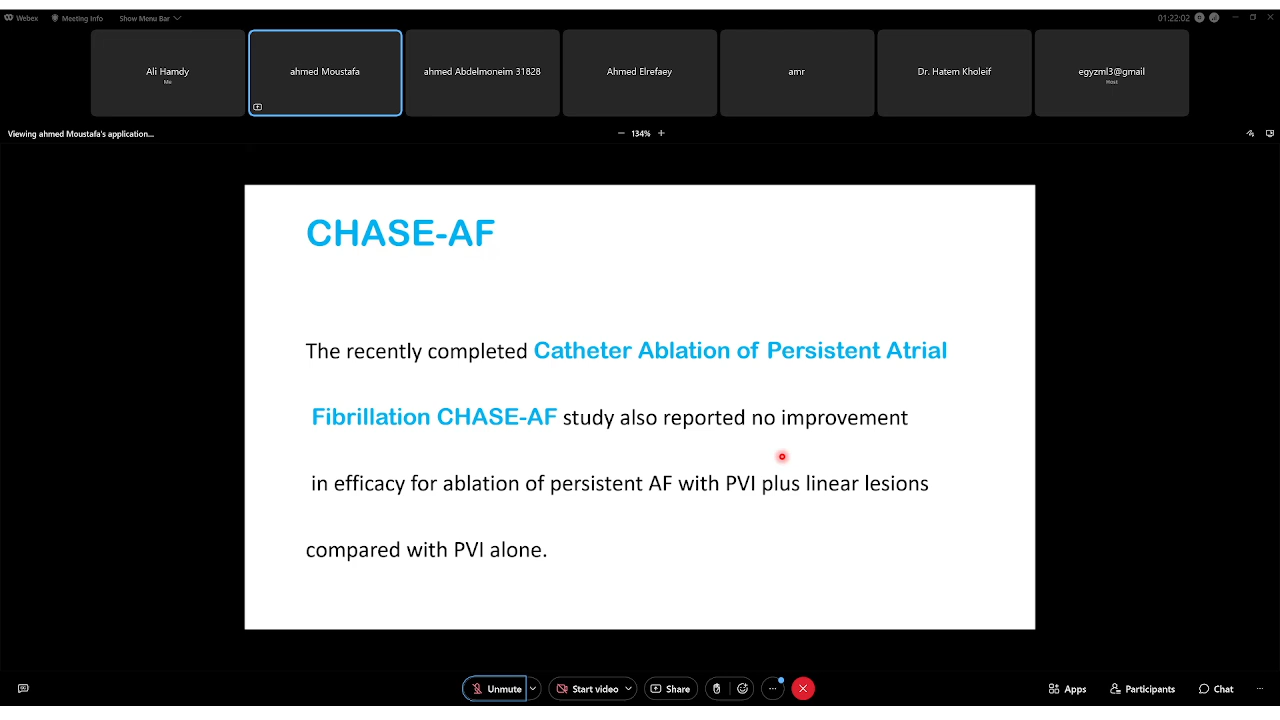 Webex
Meeting Info
Show Menu Bar
01:22:02
Ali Hamdy
Me
ahmed Moustafa
ahmed Abdelmoneim 31828
Ahmed Elrefaey
amr
Dr. Hatem Kholeif
egyzml3@gmail
Host
Viewing ahmed Moustafa's application...
134%
CHASE-AF
The recently completed Catheter Ablation of Persistent Atrial
Fibrillation CHASE-AF study also reported no improvement
in efficacy for ablation of persistent AF with PVI plus linear lesions
compared with PVI alone.
Unmute
Start video
Share
Apps
Participants
Chat